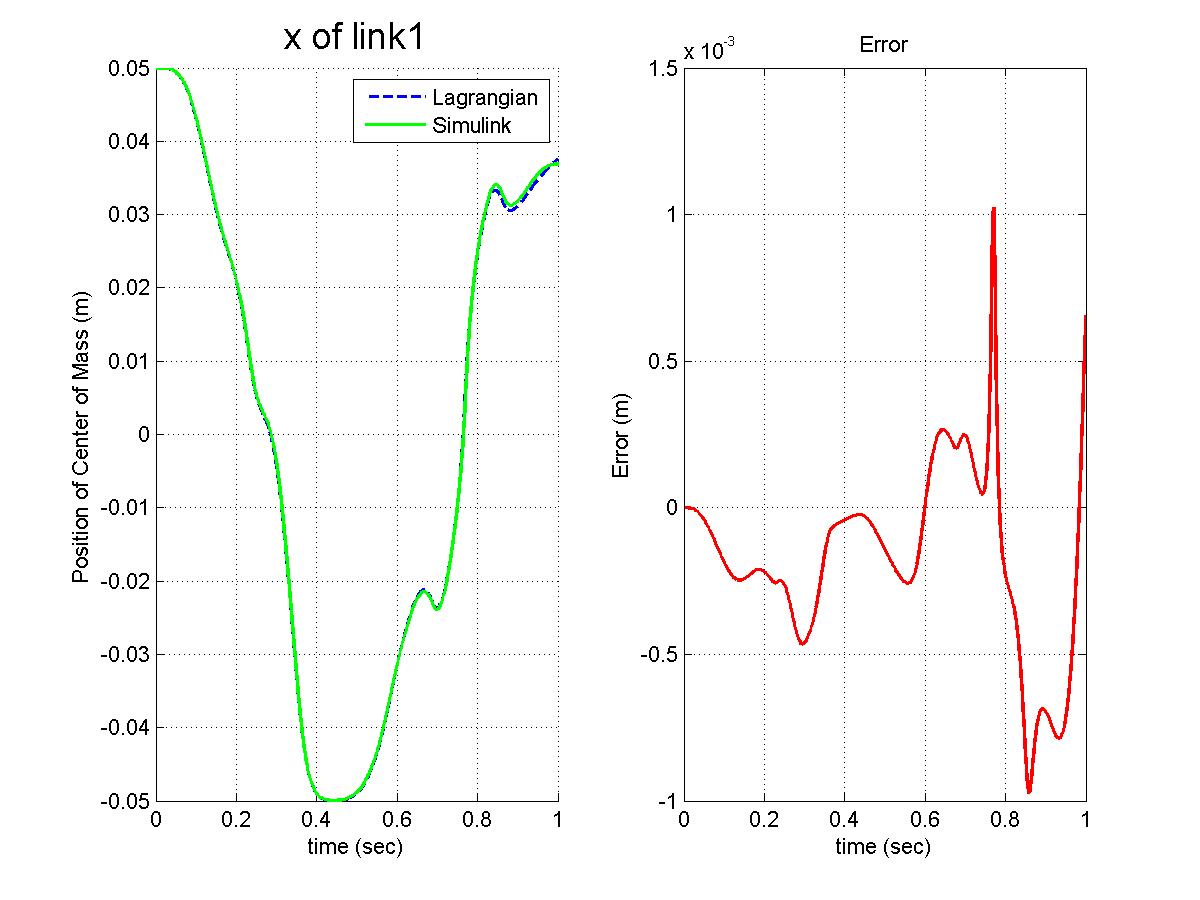 x of link1
Lagrangian
Simulink
0.05
0.04
0.03
0.02
0.01
0
-0.01
-0.02
-0.03
-0.04
-0.05
Position of Center of Mass (m)
0 0.2 0.4 0.6 0.8 1
time (sec)
Error
x 10-3
1.5
1
0.5
0
-0.5
-1
Error (m)
0 0.2 0.4 0.6 0.8 1
time (sec)